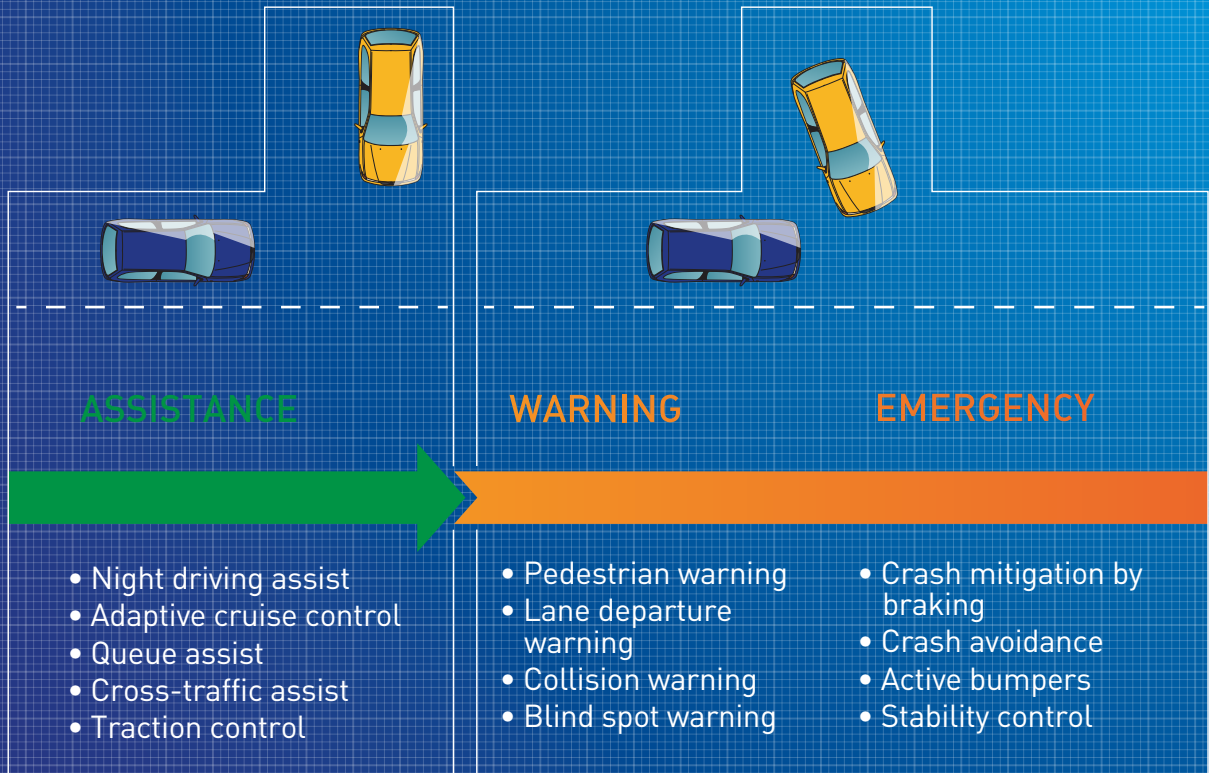 ASSISTANCE
WARNING
EMERGENCY
• Night driving assist
• Adaptive cruise control
• Queue assist
• Cross-traffic assist
• Traction control
• Pedestrian warning
• Lane departure
warning
• Collision warning
• Blind spot warning
• Crash mitigation by
braking
• Crash avoidance
• Active bumpers
• Stability control